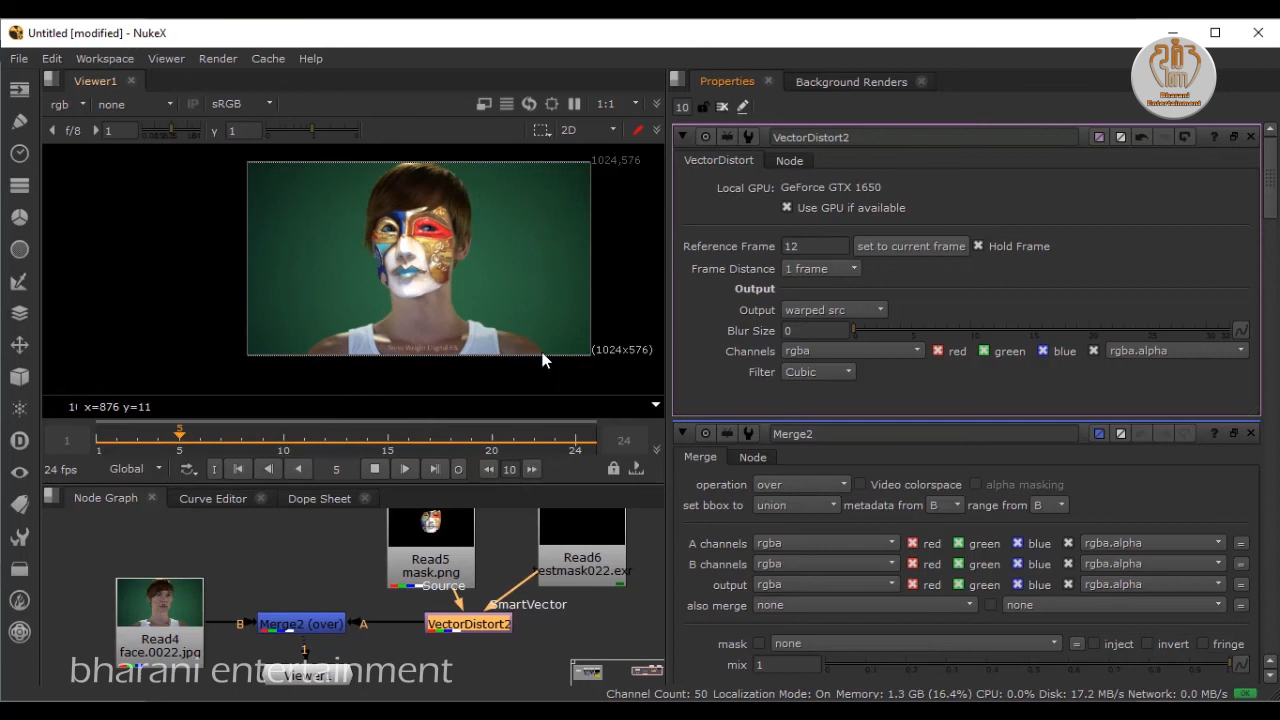 Untitled [modified] - NukeX
File Edit Workspace Viewer Render Cache Help
Bharani
Entertainment
Viewer1
Properties
Background Renders
rgb none IP sRGB 1:1
10
f/8 1 γ 1 2D
1024,576
(1024x576)
x=876 y=11
VectorDistort2
VectorDistort Node
Local GPU: GeForce GTX 1650
Use GPU if available
Reference Frame 12 set to current frame Hold Frame
Frame Distance 1 frame
Output
Output warped src
Blur Size 0
Channels rgba red green blue rgba.alpha
Filter Cubic
1 5 24
1 5 10 15 20 24
24 fps Global 5 10
Node Graph Curve Editor Dope Sheet
Read5
mask.png
Source
Read6
testmask022.exr
SmartVector
VectorDistort2
A
Merge2 (over)
B
Read4
face.0022.jpg
1
Viewer1
bharani entertainment
Merge2
Merge Node
operation over Video colorspace alpha masking
set bbox to union metadata from B range from B
A channels rgba red green blue rgba.alpha =
B channels rgba red green blue rgba.alpha =
output rgba red green blue rgba.alpha =
also merge none none
mask none = inject invert fringe
mix 1
Channel Count: 50 Localization Mode: On Memory: 1.3 GB (16.4%) CPU: 0.0% Disk: 17.2 MB/s Network: 0.0 MB/s OK